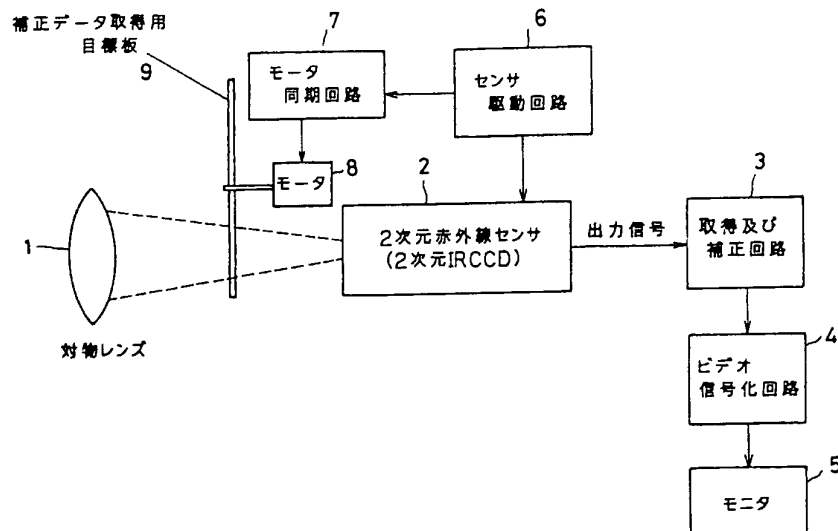 補正データ取得用
目標板
9
7
モータ
同期回路
6
センサ
駆動回路
8
モータ
2
2次元赤外線センサ
(2次元IRCCD)
出力信号
3
取得及び
補正回路
1
対物レンズ
4
ビデオ
信号化回路
5
モニタ